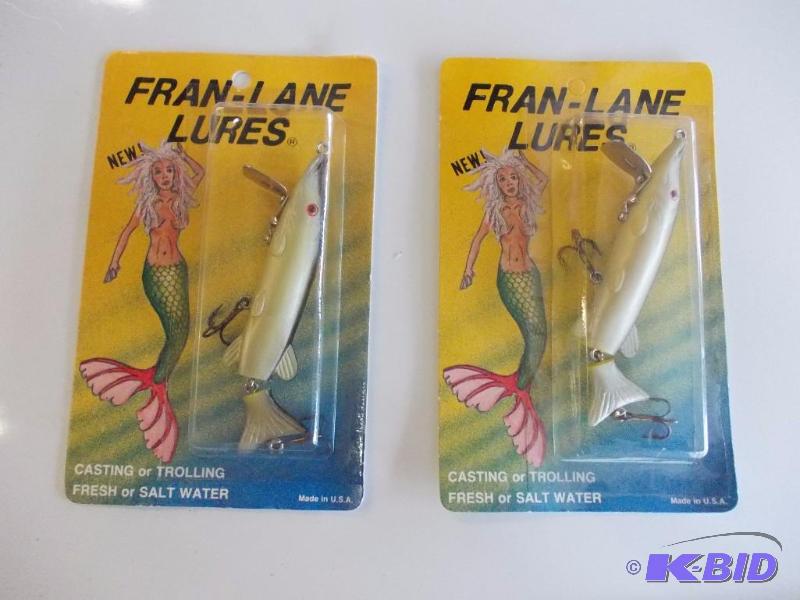 FRAN-LANE
LURES®
NEW!
CASTING or TROLLING
FRESH or SALT WATER
Made in U.S.A.
FRAN-LANE
LURES®
NEW!
CASTING or TROLLING
FRESH or SALT WATER
Made in U.S.A.
© K-BID